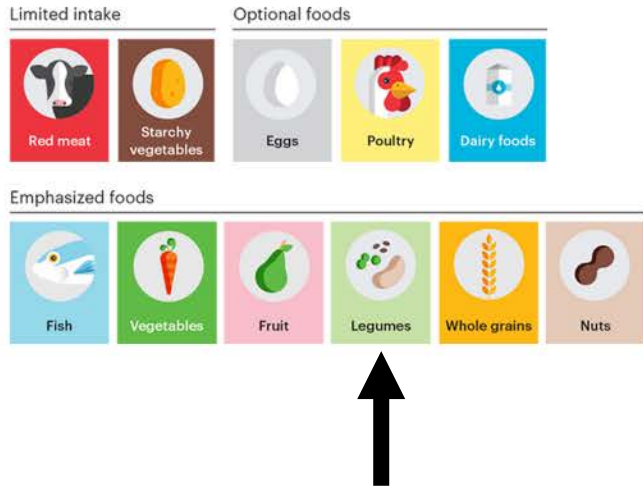 Limited intake
Optional foods
Red meat
Starchy
vegetables
Eggs
Poultry
Dairy foods
Emphasized foods
Fish
Vegetables
Fruit
Legumes
Whole grains
Nuts